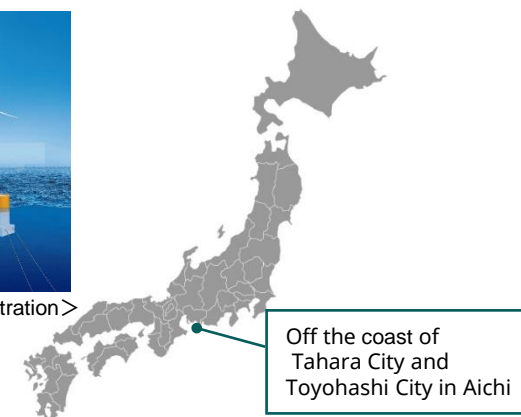 tration＞
Off the coast of
Tahara City and
Toyohashi City in Aichi